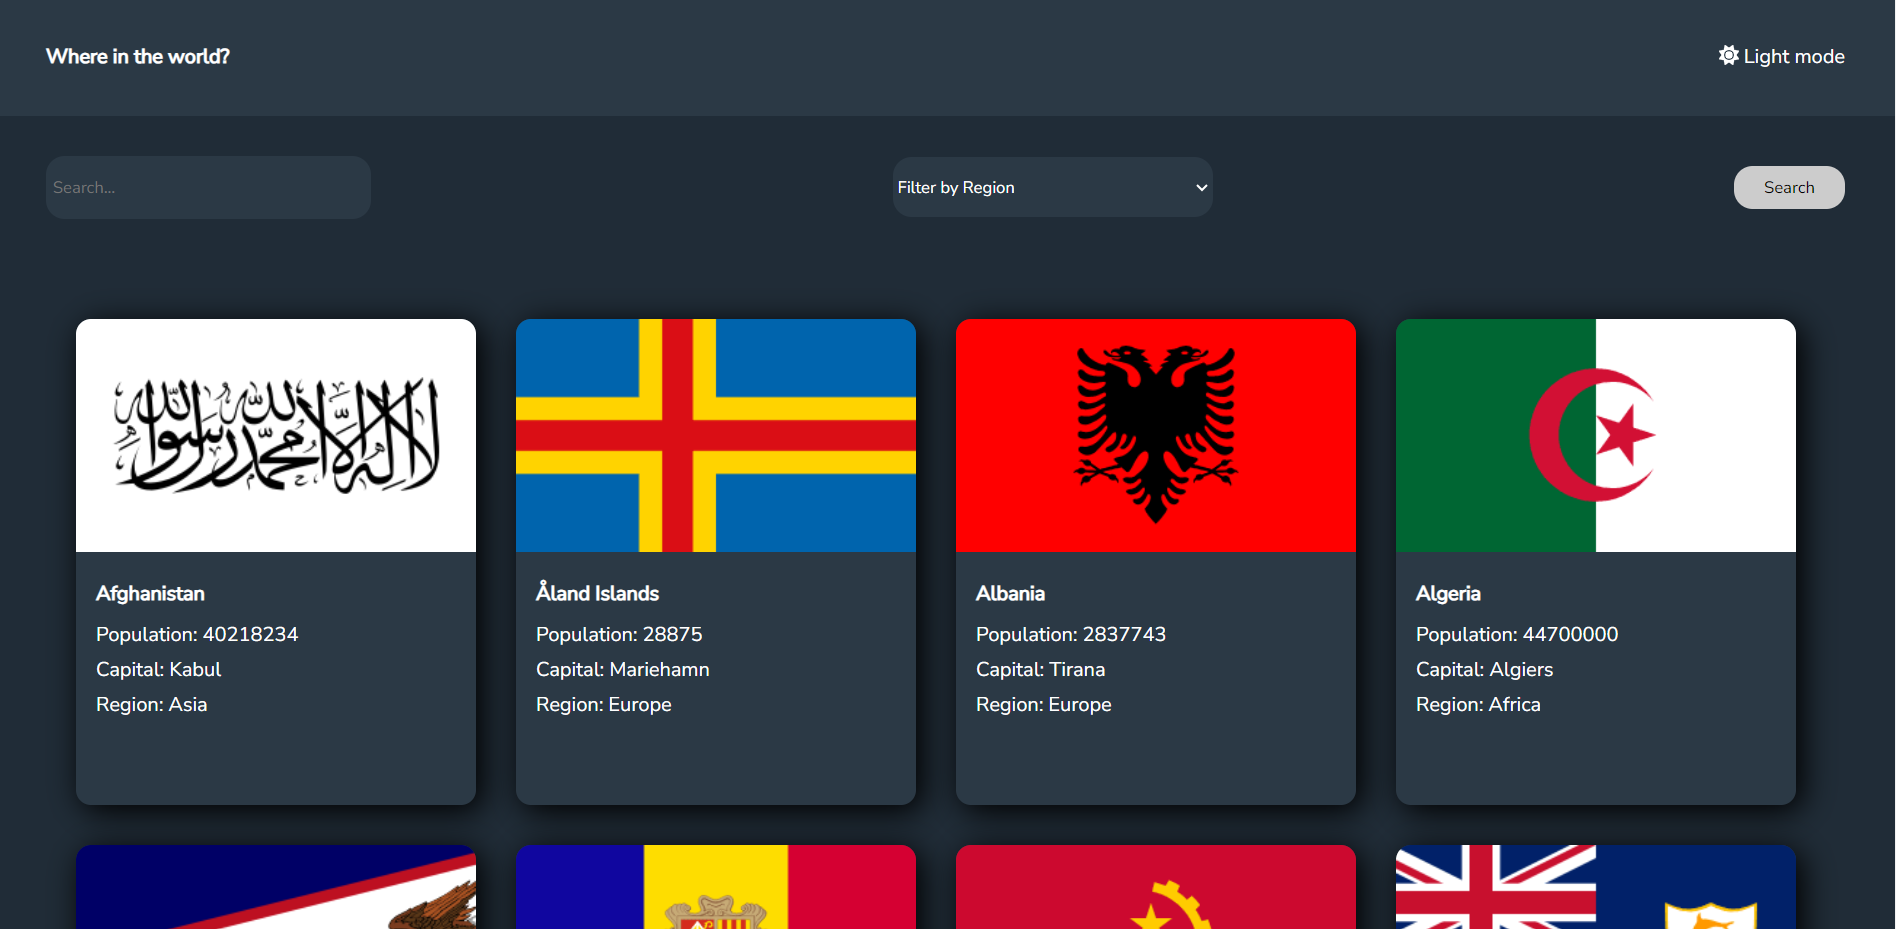 Where in the world?
Light mode
Search...
Filter by Region
Search
لا إله إلا الله محمد رسول الله
Afghanistan
Population: 40218234
Capital: Kabul
Region: Asia
Åland Islands
Population: 28875
Capital: Mariehamn
Region: Europe
Albania
Population: 2837743
Capital: Tirana
Region: Europe
Algeria
Population: 44700000
Capital: Algiers
Region: Africa